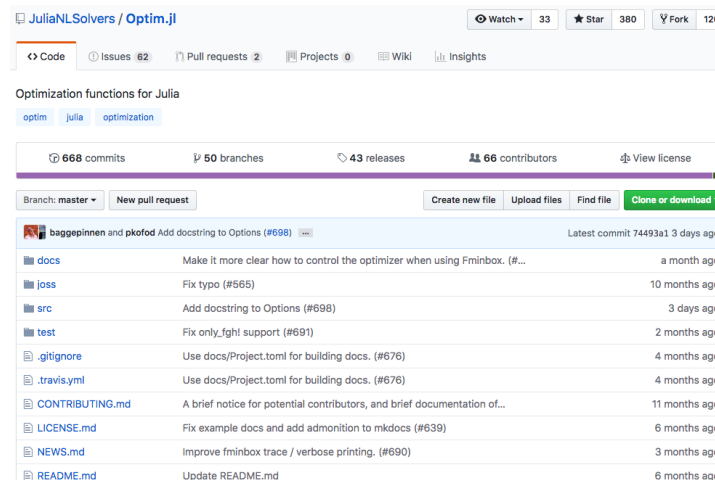 JuliaNLSolvers / Optim.jl Watch 33 Star 380 Fork
Code Issues 62 Pull requests 2 Projects 0 Wiki Insights
Optimization functions for Julia
optim julia optimization
668 commits 50 branches 43 releases 66 contributors View license
Branch: master New pull request Create new file Upload files Find file Clone or download
baggepinnen and pkofod Add docstring to Options (#698) ... Latest commit 74493a1 3 days ago
docs Make it more clear how to control the optimizer when using Fminbox. (#... a month ago
joss Fix typo (#565) 10 months ago
src Add docstring to Options (#698) 3 days ago
test Fix only_fgh! support (#691) 2 months ago
.gitignore Use docs/Project.toml for building docs. (#676) 4 months ago
.travis.yml Use docs/Project.toml for building docs. (#676) 4 months ago
CONTRIBUTING.md A brief notice for potential contributors, and brief documentation of... 11 months ago
LICENSE.md Fix example docs and add admonition to mkdocs (#639) 6 months ago
NEWS.md Improve fminbox trace / verbose printing. (#690) 3 months ago
README.md Update README.md 6 months ago